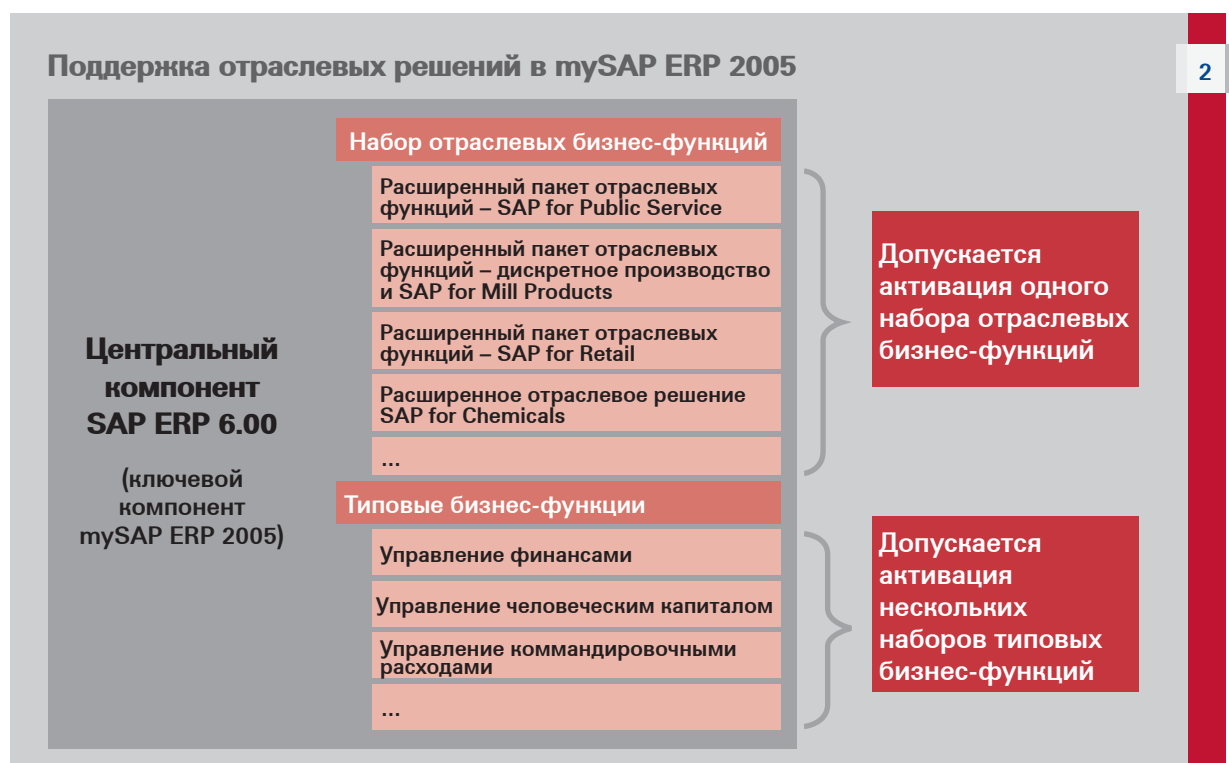 Поддержка отраслевых решений в mySAP ERP 2005
2
Центральный
компонент
SAP ERP 6.00
(ключевой
компонент
mySAP ERP 2005)
Набор отраслевых бизнес-функций
Расширенный пакет отраслевых
функций – SAP for Public Service
Расширенный пакет отраслевых
функций – дискретное производство
и SAP for Mill Products
Расширенный пакет отраслевых
функций – SAP for Retail
Расширенное отраслевое решение
SAP for Chemicals
...
Допускается
активация одного
набора отраслевых
бизнес-функций
Типовые бизнес-функции
Управление финансами
Управление человеческим капиталом
Управление коммандировочными
расходами
...
Допускается
активация
нескольких
наборов типовых
бизнес-функций